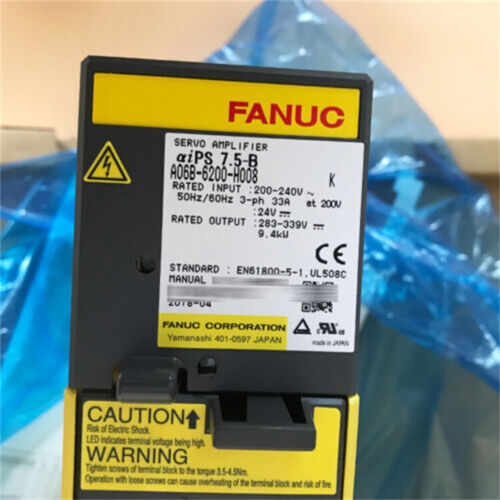 FANUC
SERVO AMPLIFIER
αiPS 7.5-B
A06B-6200-H008
K
RATED INPUT : 200-240V ~
50Hz/60Hz 3-ph 33A at 200V
: 24V
RATED OUTPUT : 283-339V
9.4kW
CE
STANDARD : EN61800-5-1, UL508C
MANUAL
2018-04
FANUC CORPORATION
Yamanashi 401-0597 JAPAN
made in JAPAN
CAUTION
Risk of Electric Shock.
LED indicates terminal voltage being high.
WARNING
Tighten screws of terminal block to the torque 3.5-4.5Nm.
Operation with loose screws can cause overheating of the terminal block and risk of fire.